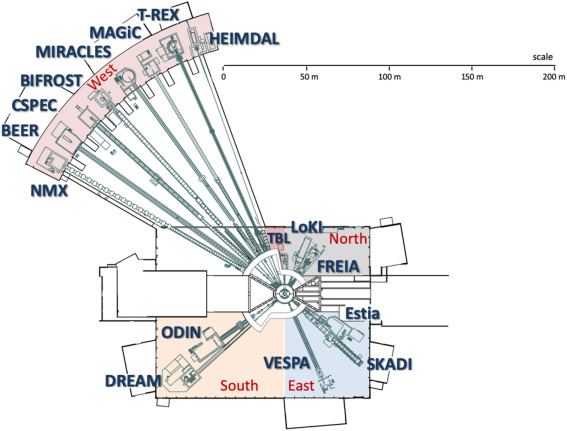 T-REX
MAGiC
HEIMDAL
MIRACLES
scale
BIFROST
West
0
50 m
100 m
150 m
200 m
CSPEC
BEER
NMX
LoKI
TBL
North
FREIA
Estia
ODIN
VESPA
SKADI
DREAM
South
East